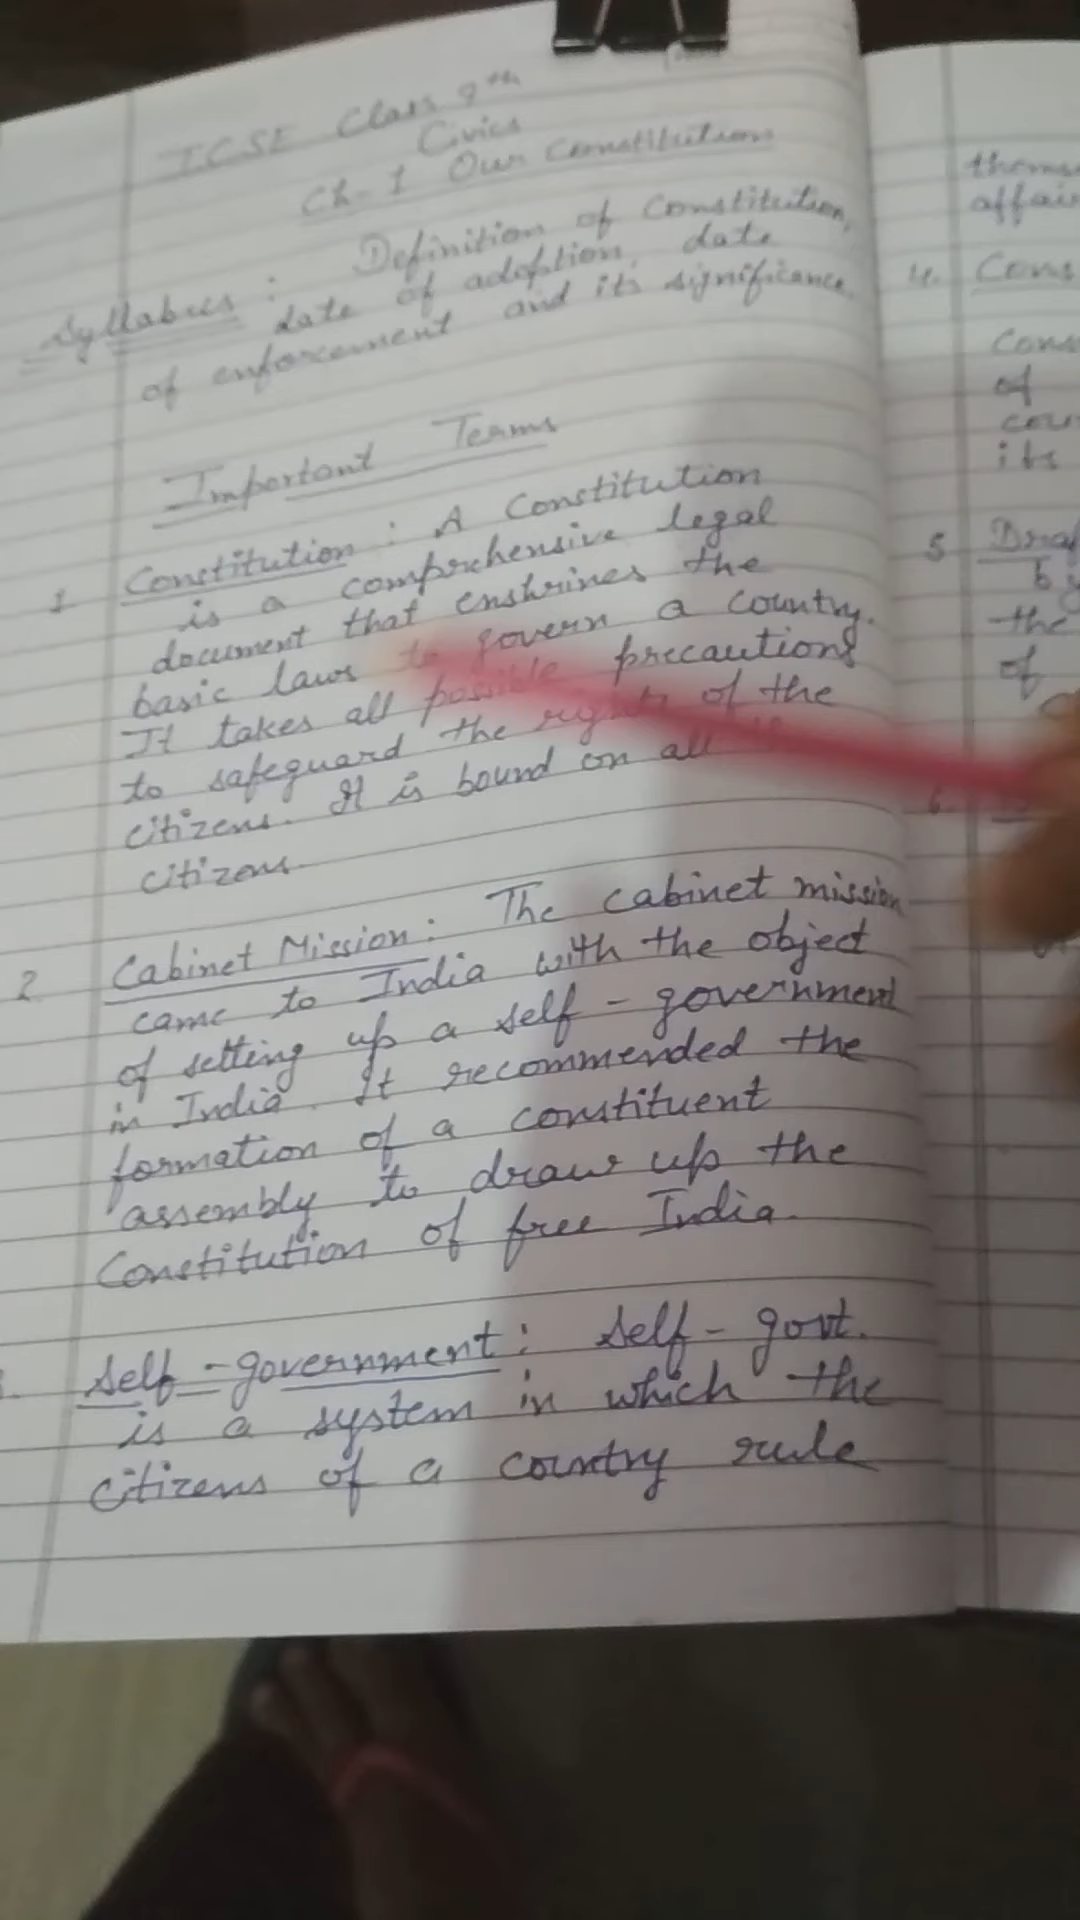 ICSE Class 9th
Civics
Ch-1 Our Constitution
Syllabus : Definition of Constitution,
date of adoption, date
of enforcement and its significance
Important Terms
1 Constitution : A Constitution
is a comprehensive legal
document that enshrines the
basic laws to govern a country.
It takes all possible precautions
to safeguard the rights of the
citizens. It is bound on all
citizens.
2 Cabinet Mission : The cabinet mission
came to India with the object
of setting up a self - government
in India. It recommended the
formation of a constituent
assembly to draw up the
Constitution of free India.
Self - government : Self - govt.
is a system in which the
citizens of a country rule
4. Cons
Cons
of
cou
its
5
by
the
of
6.